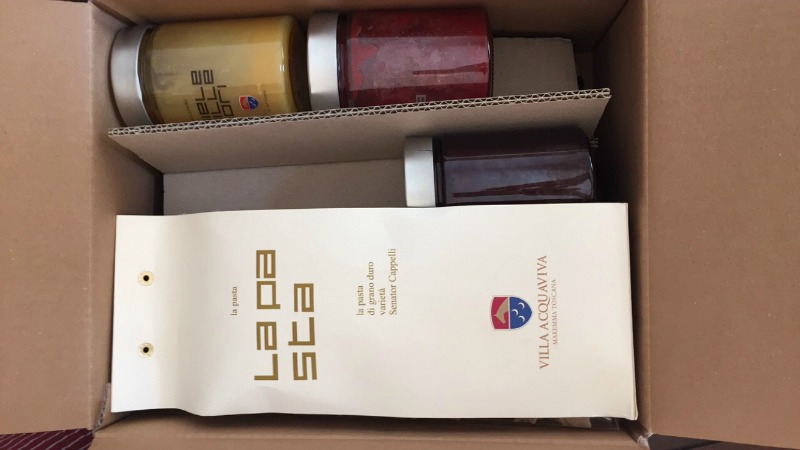 la pasta
La pa
sta
la pasta
di grano duro
varietà
Senator Cappelli
VILLA ACQUAVIVA
MAREMMA TOSCANA